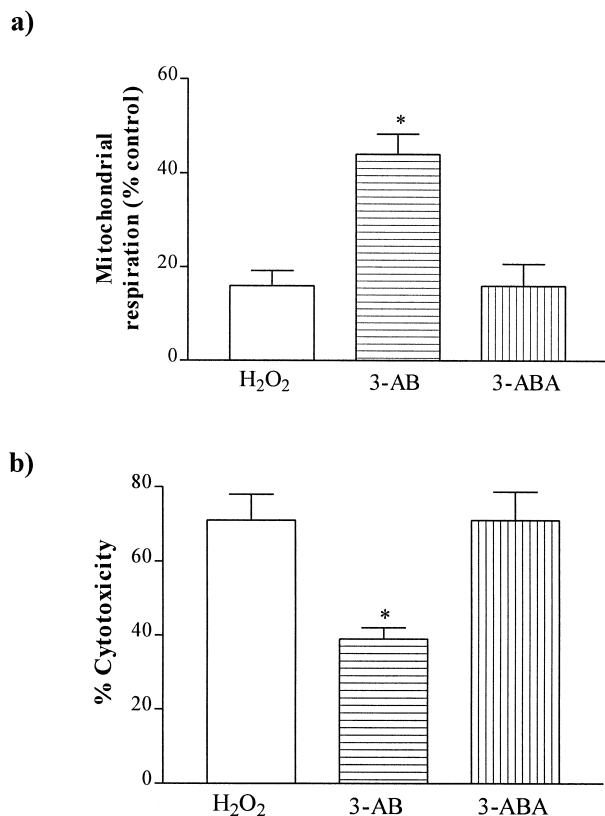 a)
Mitochondrial
respiration (% control)
60
40
20
0
*
H₂O₂ 3-AB 3-ABA
b)
% Cytotoxicity
80
60
40
20
0
*
H₂O₂ 3-AB 3-ABA